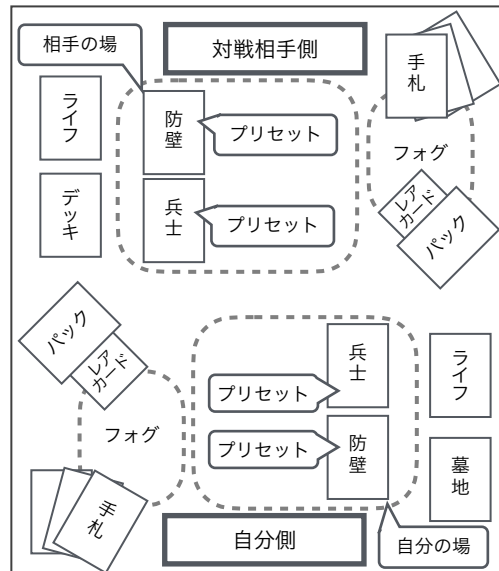 相手の場
対戦相手側
手札
ライフ
防壁
プリセット
フォグ
デッキ
兵士
プリセット
レア
カード
パック
パック
レア
カード
兵士
ライフ
プリセット
フォグ
プリセット
防壁
墓地
手札
自分側
自分の場